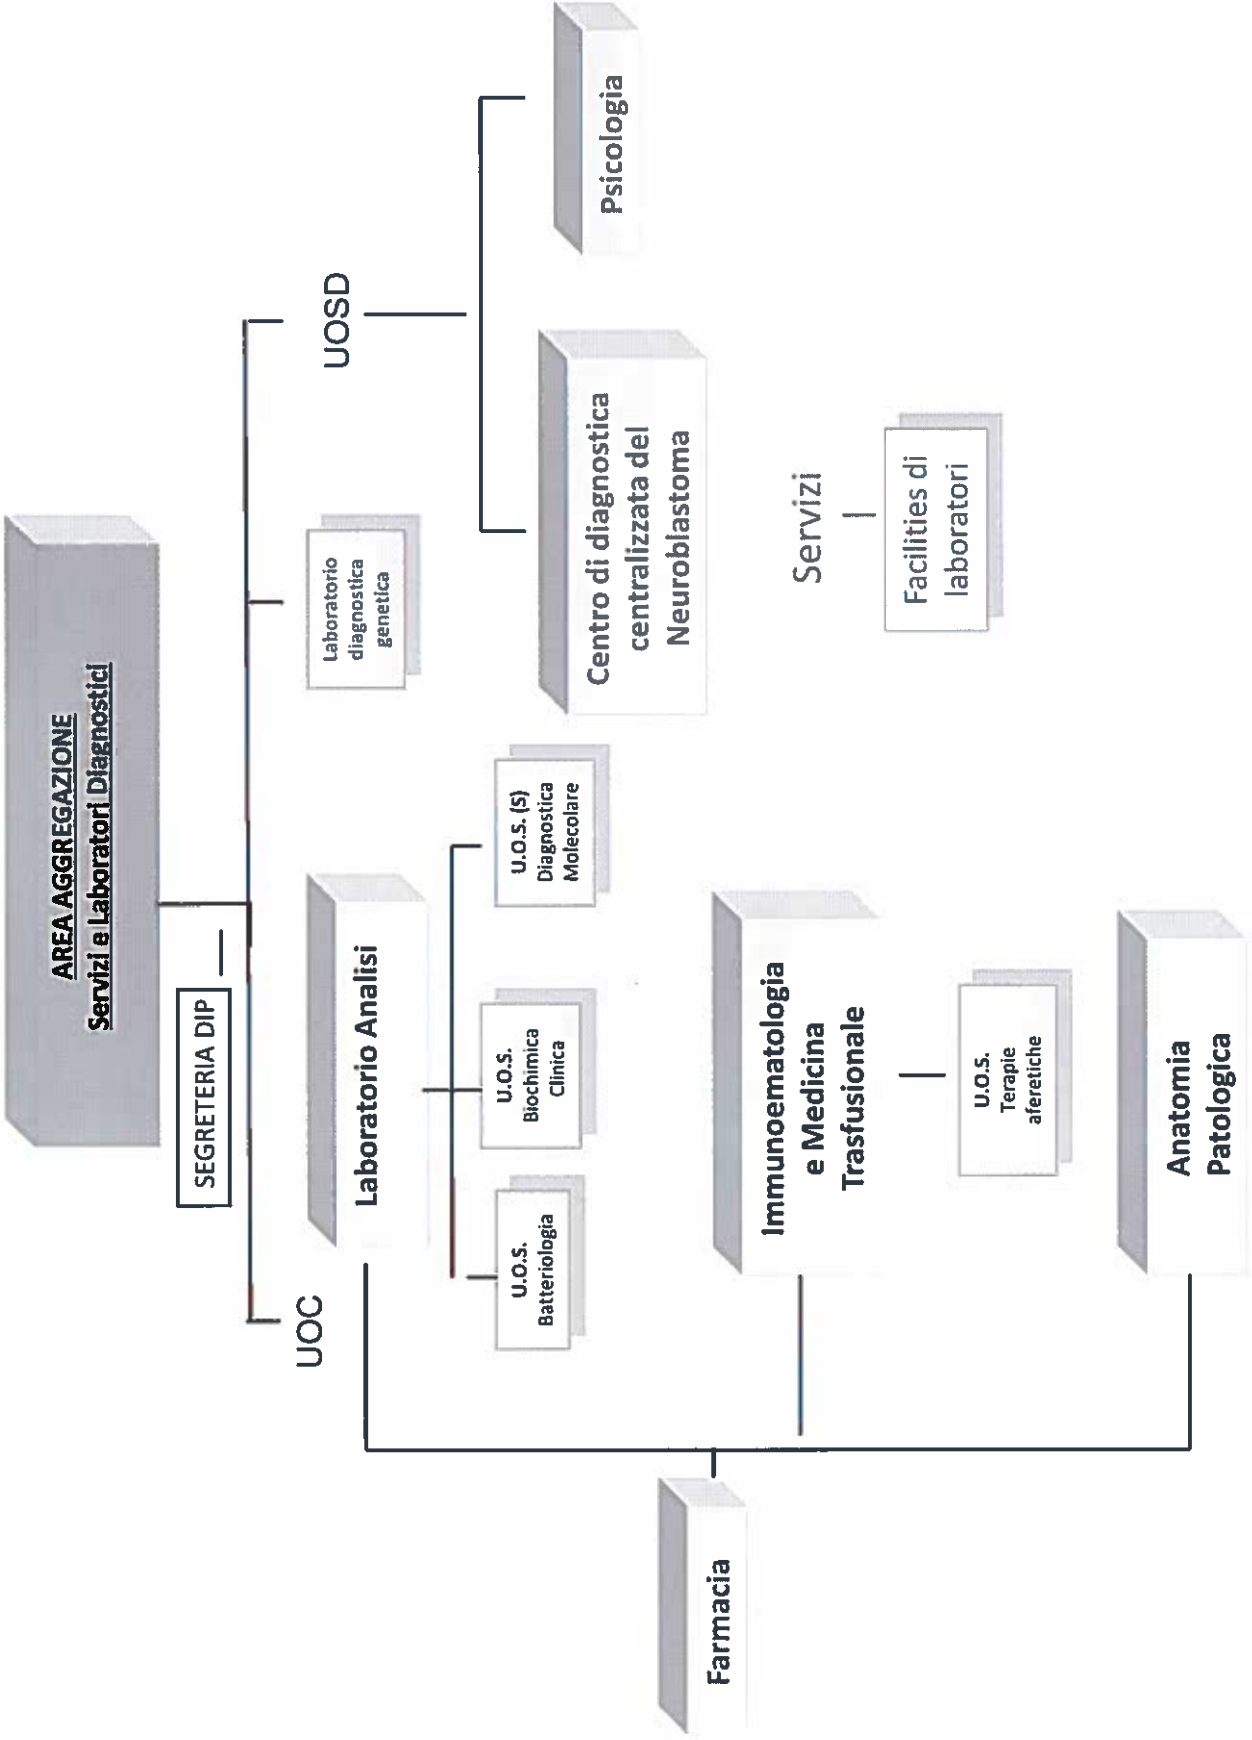 AREA AGGREGAZIONE
Servizi e Laboratori Diagnostici
SEGRETERIA DIP
UOC
UOSD
Laboratorio
diagnostica
genetica
Laboratorio Analisi
U.O.S.
Batteriologia
U.O.S.
Biochimica
Clinica
U.O.S. (S)
Diagnostica
Molecolare
Centro di diagnostica
centralizzata del
Neuroblastoma
Psicologia
Farmacia
Immunoematologia
e Medicina
Trasfusionale
U.O.S.
Terapie
aferetiche
Servizi
Facilities di
laboratori
Anatomia
Patologica